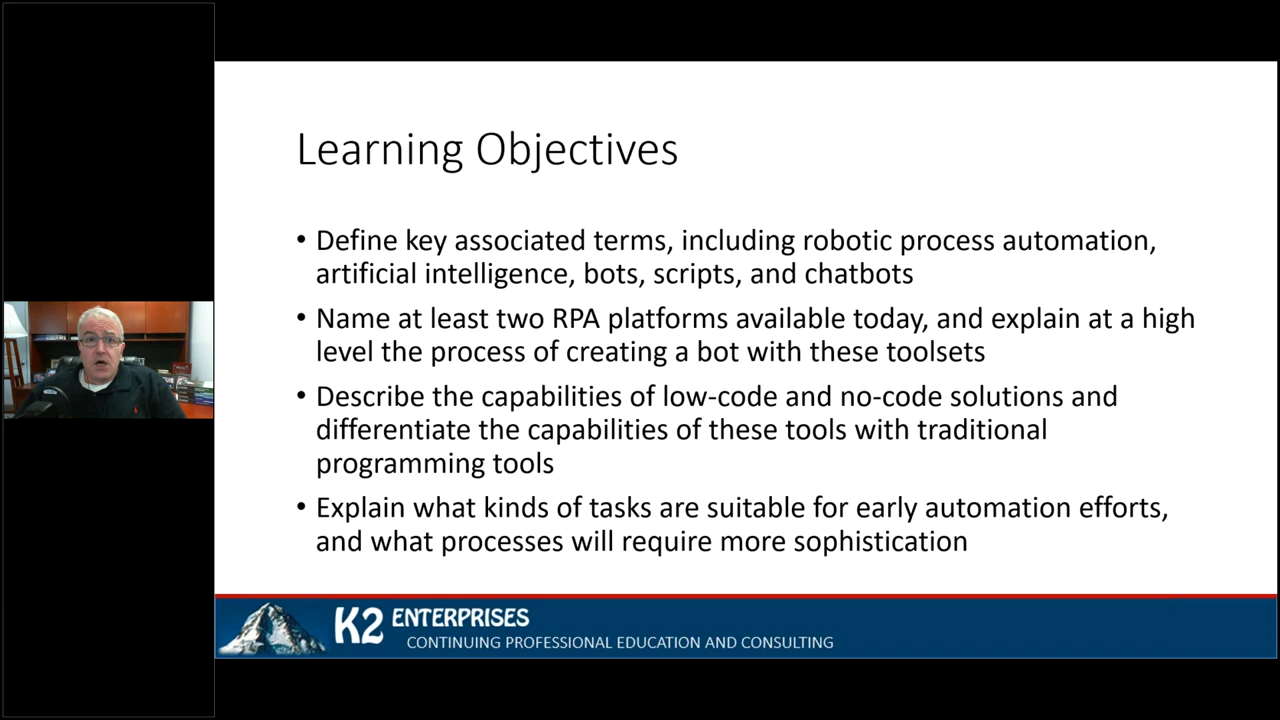 Learning Objectives
• Define key associated terms, including robotic process automation,
artificial intelligence, bots, scripts, and chatbots
• Name at least two RPA platforms available today, and explain at a high
level the process of creating a bot with these toolsets
• Describe the capabilities of low-code and no-code solutions and
differentiate the capabilities of these tools with traditional
programming tools
• Explain what kinds of tasks are suitable for early automation efforts,
and what processes will require more sophistication
K2 ENTERPRISES
CONTINUING PROFESSIONAL EDUCATION AND CONSULTING